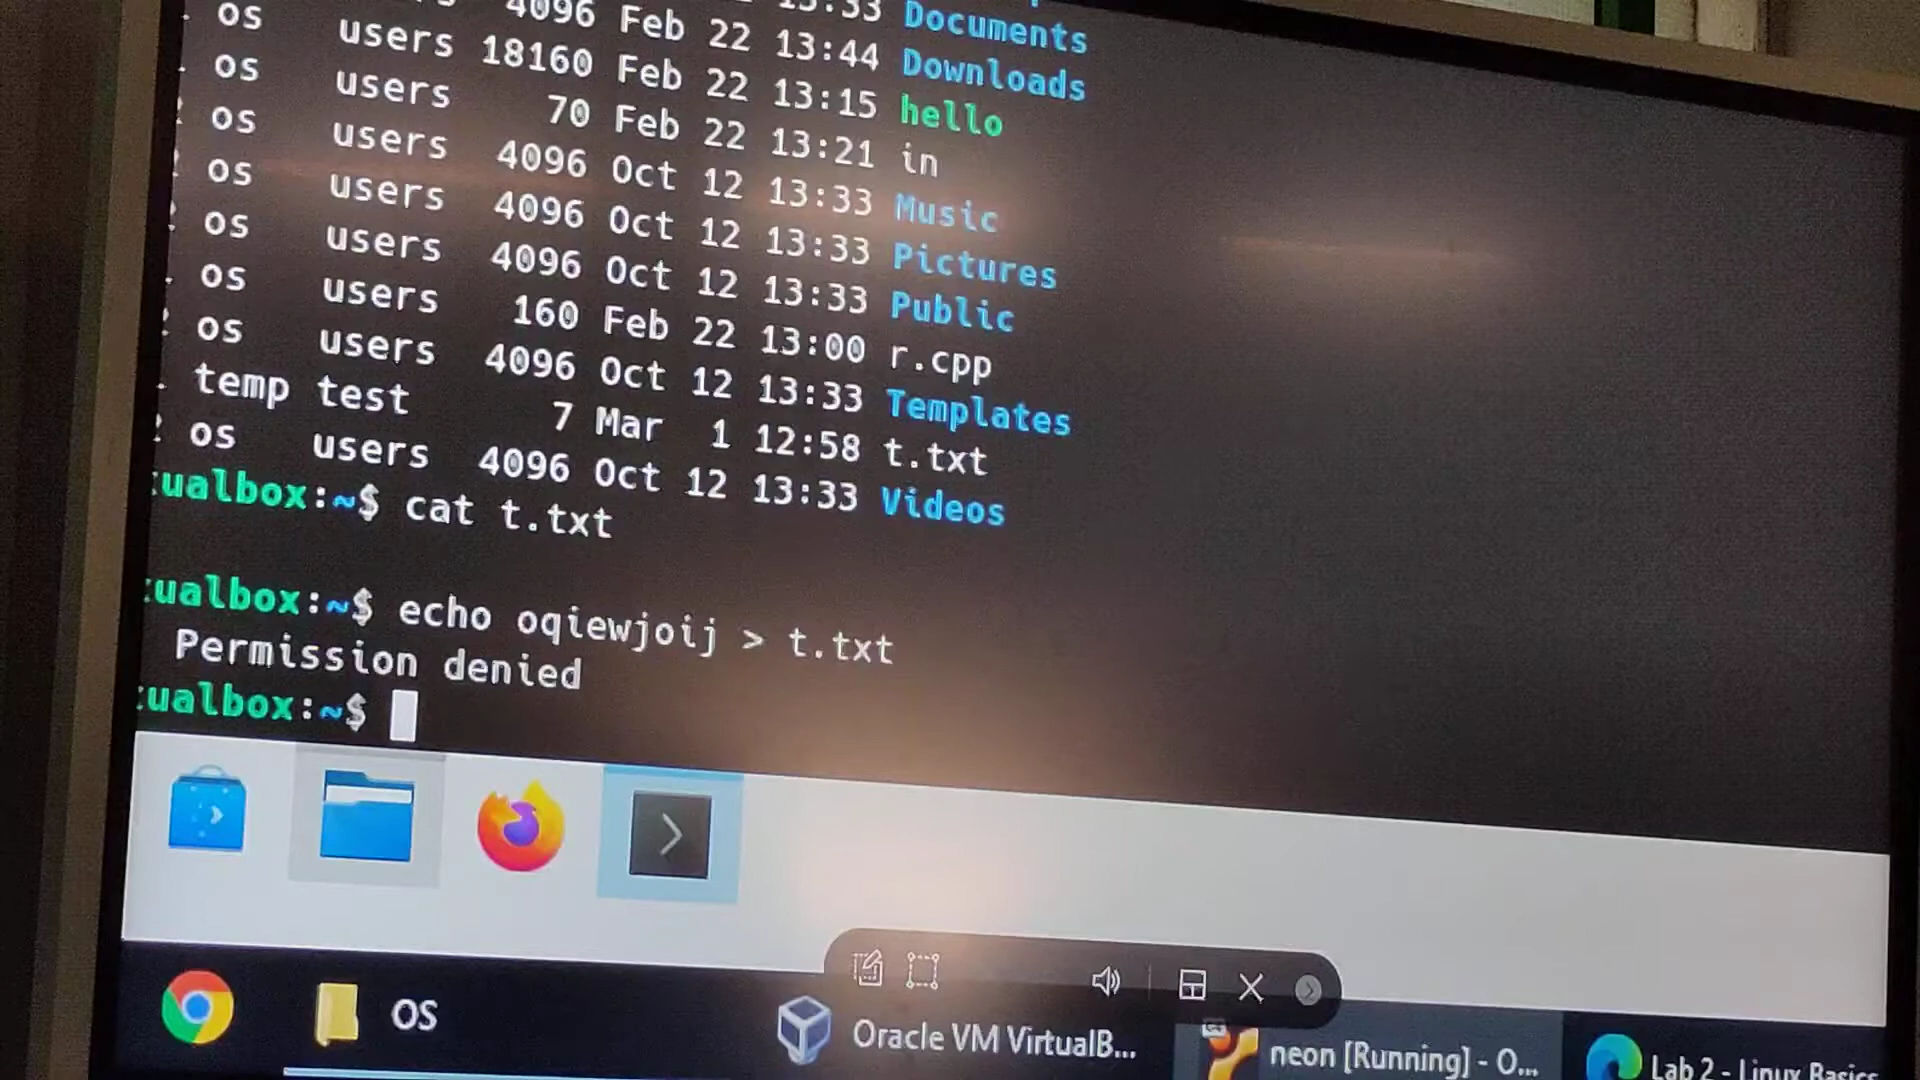 13:33 Documents
4096 Feb 22 13:44 Downloads
os users 18160 Feb 22 13:15 hello
os users 70 Feb 22 13:21 in
os users 4096 Oct 12 13:33 Music
os users 4096 Oct 12 13:33 Pictures
os users 4096 Oct 12 13:33 Public
os users 160 Feb 22 13:00 r.cpp
os users 4096 Oct 12 13:33 Templates
temp test 7 Mar 1 12:58 t.txt
os users 4096 Oct 12 13:33 Videos
ualbox:~$ cat t.txt
ualbox:~$ echo oqiewjoij > t.txt
Permission denied
ualbox:~$
OS
Oracle VM VirtualB...
neon [Running] - O...
Lab 2 - Linux Basics